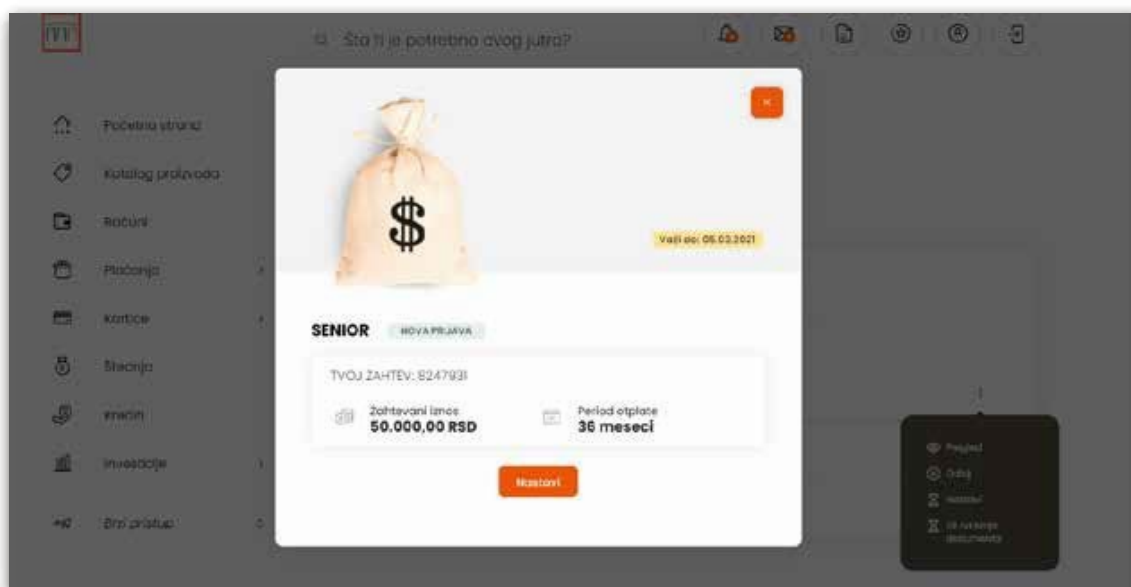 Šta ti je potrebno ovog jutra?
Početna strana
Katalog proizvoda
Računi
Plaćanja
Kartice
Štednja
Krediti
Investicije
Brzi pristup
$
Važi do: 05.03.2021
SENIOR
NOVA PRIJAVA
TVOJ ZAHTEV: 8247931
Zahtevani iznos
50.000,00 RSD
Period otplate
36 meseci
Nastavi
Pregled
Nastavi